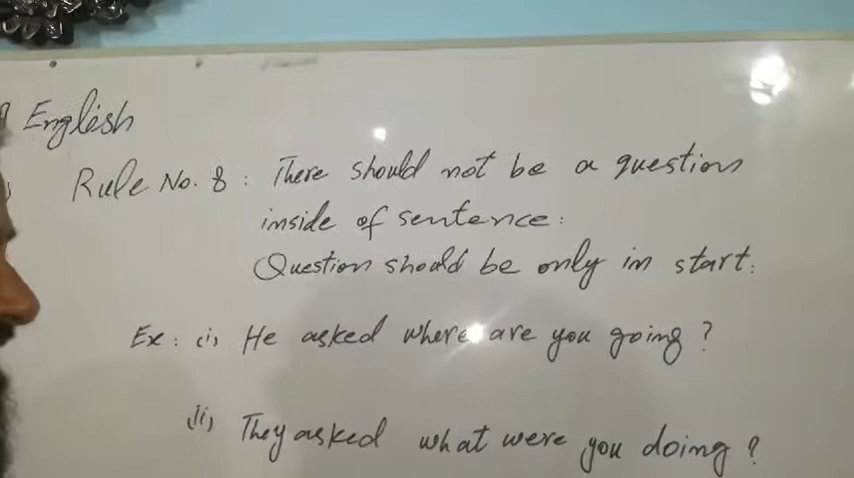 English
Rule No. 8: There should not be a question
inside of sentence:
Question should be only in start.
Ex: (i) He asked where are you going?
(ii) They asked what were you doing?